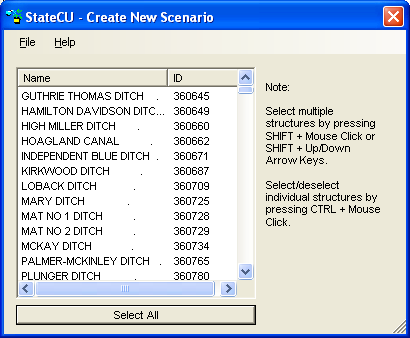 StateCU - Create New Scenario
File Help
Name ID
GUTHRIE THOMAS DITCH . 360645
HAMILTON DAVIDSON DITC... 360649
HIGH MILLER DITCH . 360660
HOAGLAND CANAL . 360662
INDEPENDENT BLUE DITCH . 360671
KIRKWOOD DITCH . 360687
LOBACK DITCH . 360709
MARY DITCH . 360725
MAT NO 1 DITCH . 360728
MAT NO 2 DITCH . 360729
MCKAY DITCH . 360734
PALMER-MCKINLEY DITCH . 360765
PLUNGER DITCH . 360780
Select All
Note:
Select multiple
structures by pressing
SHIFT + Mouse Click or
SHIFT + Up/Down
Arrow Keys.
Select/deselect
individual structures by
pressing CTRL + Mouse
Click.